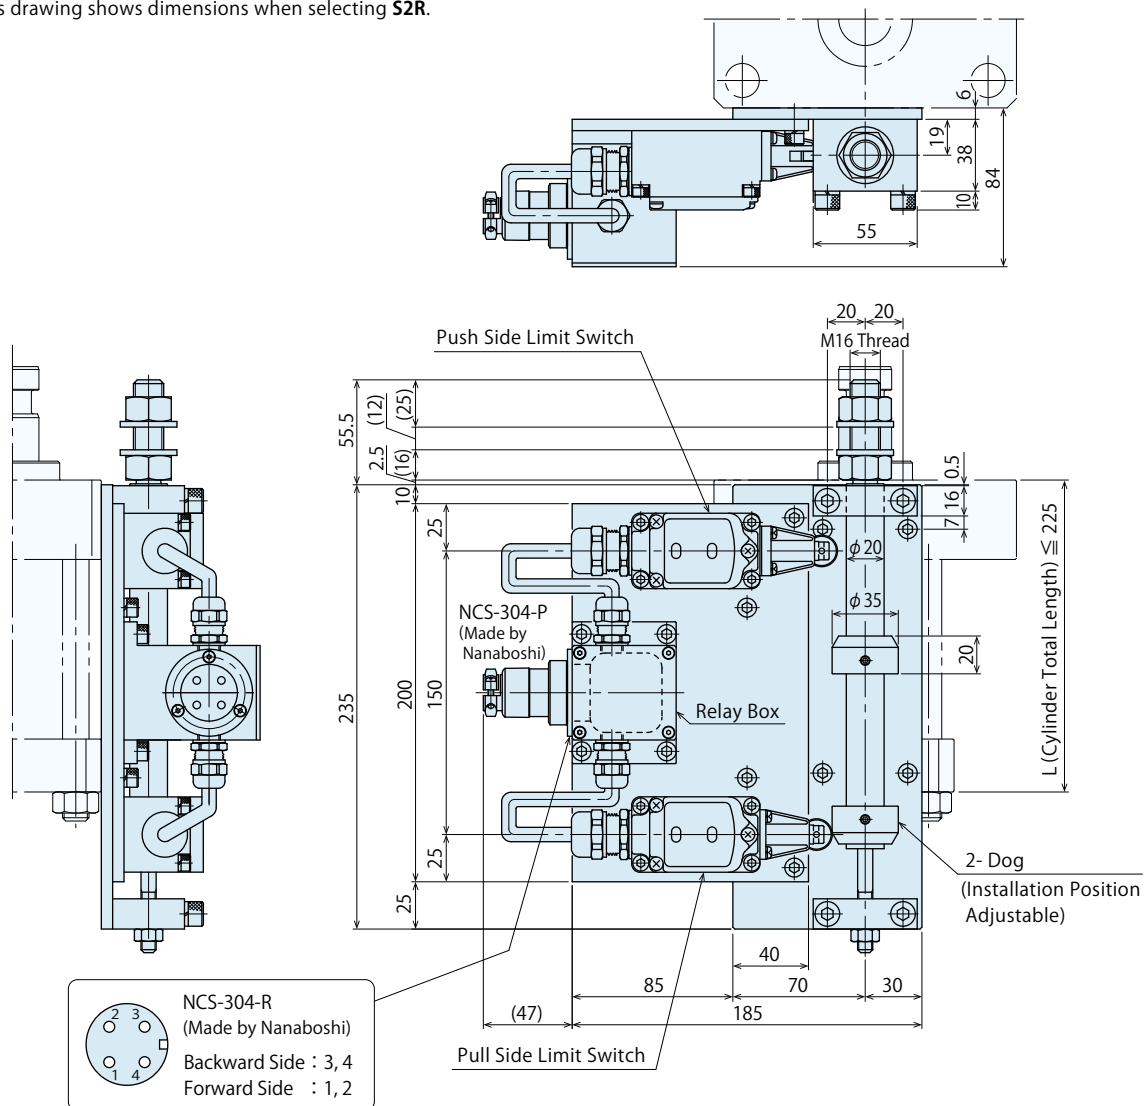 s drawing shows dimensions when selecting S2R.
6
19
38
84
10
55
20
20
Push Side Limit Switch
M16 Thread
55.5
(12)
(25)
2.5
(16)
0.5
10
16
7
25
φ20
L (Cylinder Total Length) ≦ 225
NCS-304-P
(Made by
Nanaboshi)
φ35
20
235
200
150
Relay Box
25
25
2- Dog
(Installation Position
Adjustable)
40
85
70
30
(47)
185
NCS-304-R
(Made by Nanaboshi)
2 3
1 4
Backward Side : 3, 4
Forward Side : 1, 2
Pull Side Limit Switch